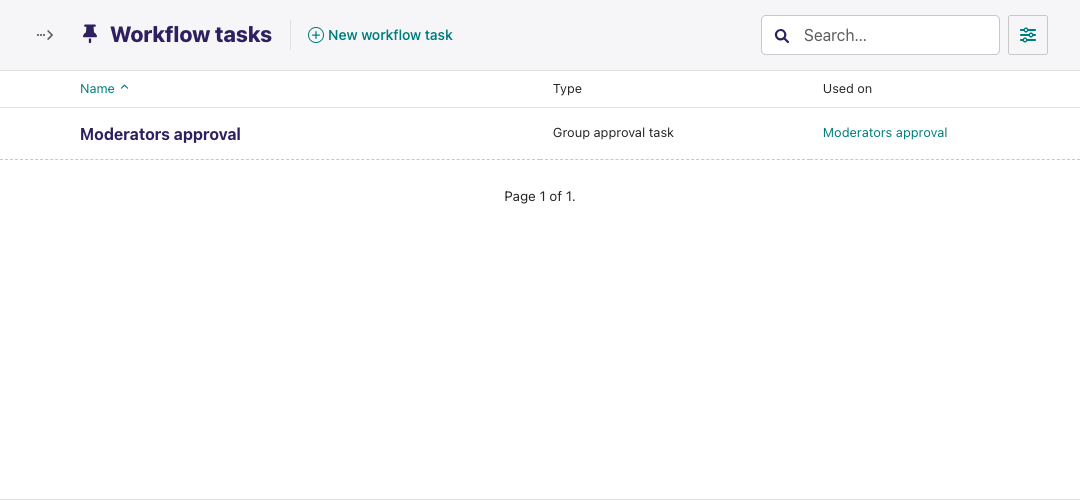 Workflow tasks
New workflow task
Search...
Name
Type
Used on
Moderators approval
Group approval task
Moderators approval
Page 1 of 1.